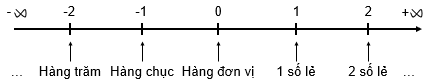 -∞ -2 -1 0 1 2 +∞
... Hàng trăm Hàng chục Hàng đơn vị 1 số lẻ 2 số lẻ ...